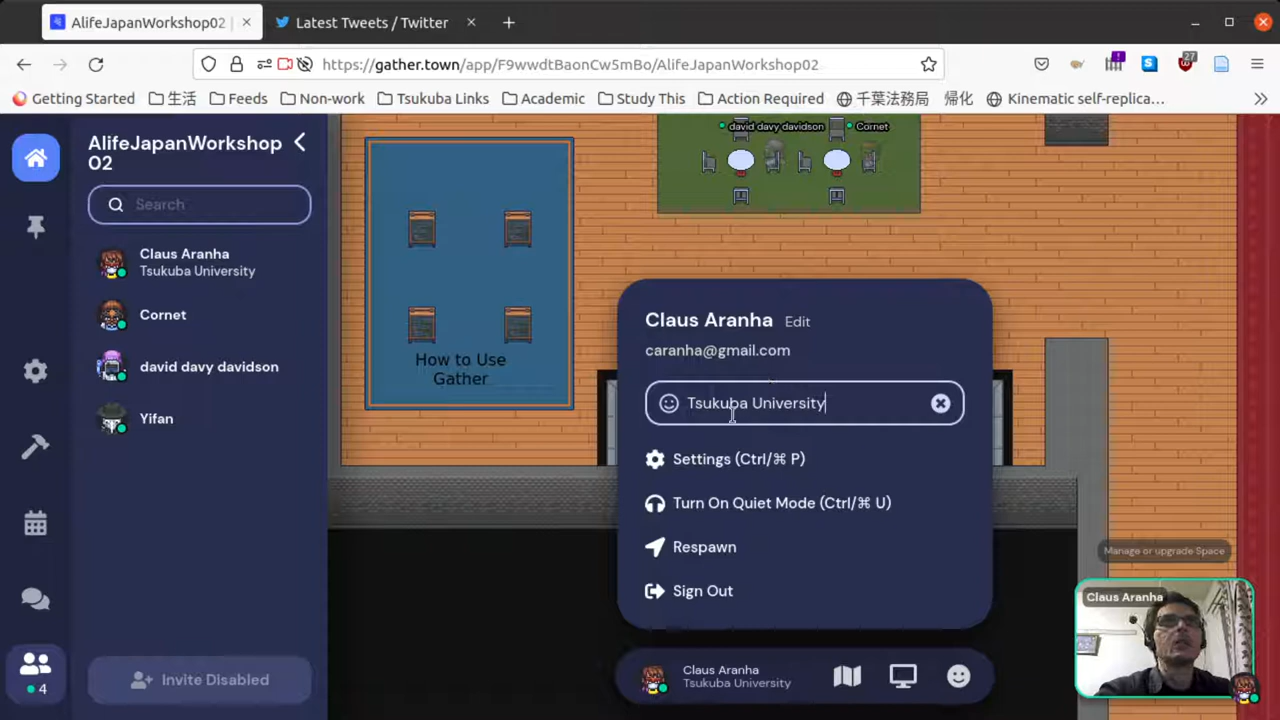 AlifeJapanWorkshop02
Latest Tweets / Twitter
https://gather.town/app/F9wwdtBaonCwSmBo/AlifeJapanWorkshop02
27
Getting Started
生活
Feeds
Non-work
Tsukuba Links
Academic
Study This
Action Required
千葉法務局 帰化
Kinematic self-replica...
AlifeJapanWorkshop
02
Search
Claus Aranha
Tsukuba University
Cornet
david davy davidson
Yifan
4
Invite Disabled
david davy davidson
Cornet
How to Use
Gather
Claus Aranha Edit
caranha@gmail.com
Tsukuba University
Settings (Ctrl/⌘ P)
Turn On Quiet Mode (Ctrl/⌘ U)
Respawn
Sign Out
Manage or upgrade Space
Claus Aranha
Claus Aranha
Tsukuba University